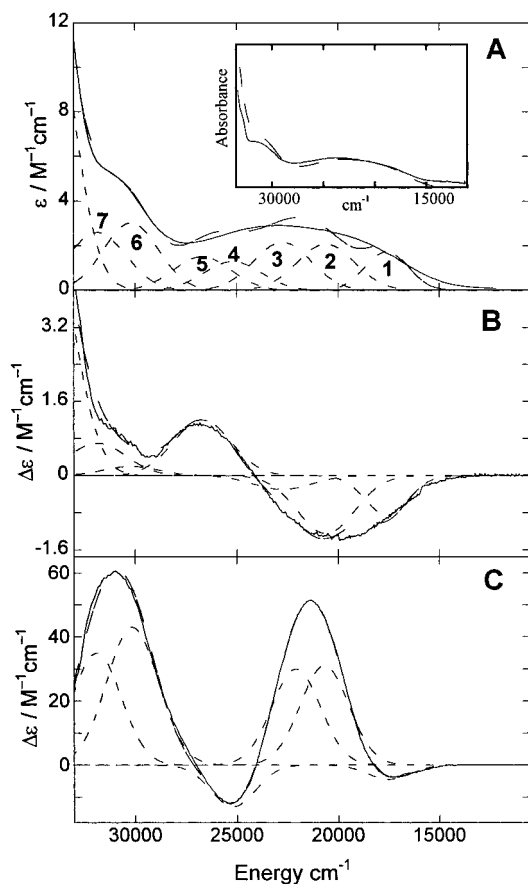 12
A
8
ε / M⁻¹cm⁻¹
4
0
Absorbance
30000
cm⁻¹
15000
7
6
5
4
3
2
1
B
3.2
1.6
Δε / M⁻¹cm⁻¹
0
-1.6
C
60
40
Δε / M⁻¹cm⁻¹
20
0
30000 25000 20000 15000
Energy cm⁻¹